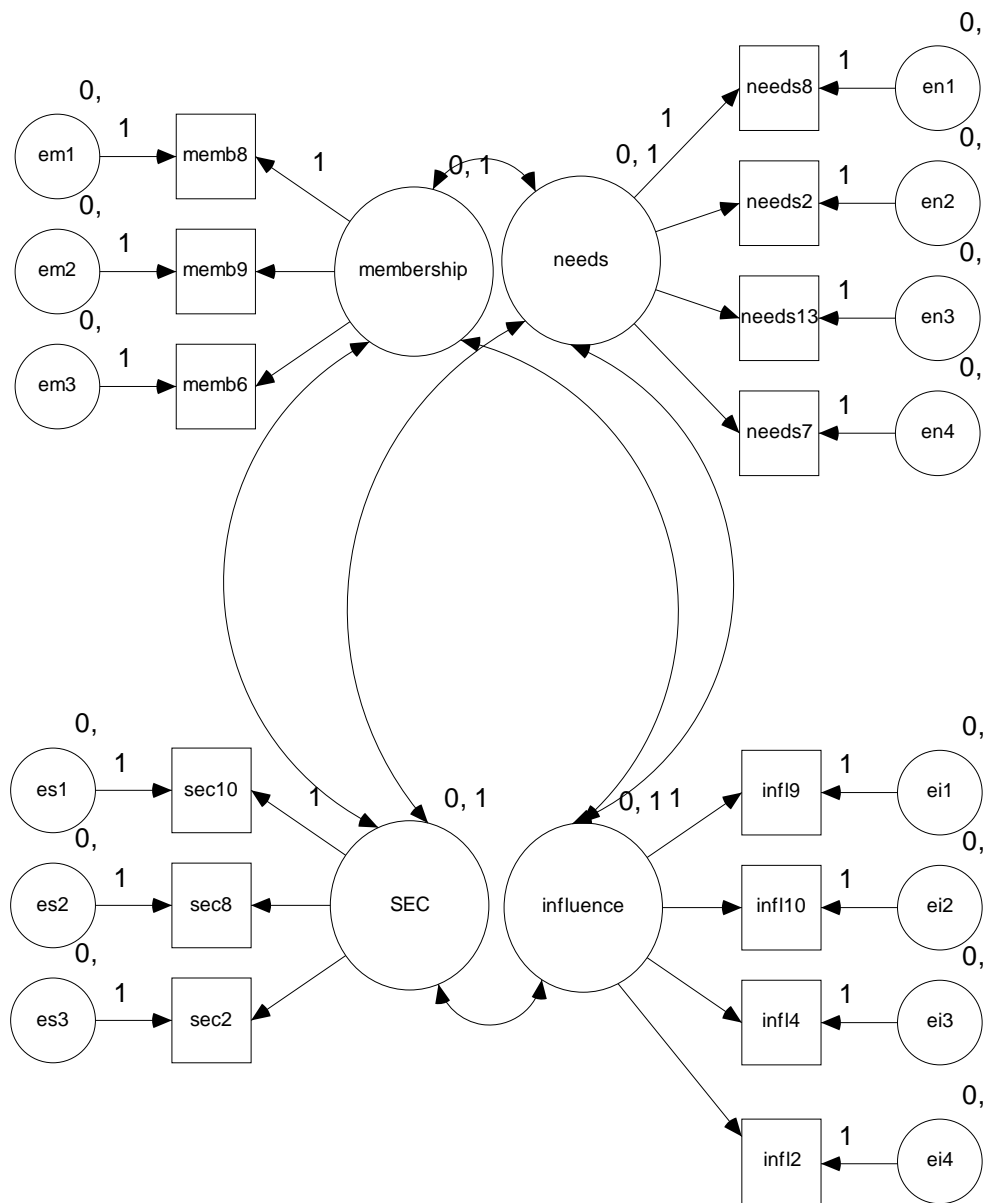 0,
1
needs8
en1
0,
em1
1
memb8
1
1
0, 1
0, 1
0,
1
needs2
en2
0,
em2
1
memb9
membership
needs
0,
1
needs13
en3
0,
em3
1
memb6
0,
1
needs7
en4
0,
es1
1
sec10
1
0, 1
0, 1
1
0,
1
infl9
ei1
0,
es2
1
sec8
SEC
influence
0,
1
infl10
ei2
0,
es3
1
sec2
0,
1
infl4
ei3
0,
1
infl2
ei4